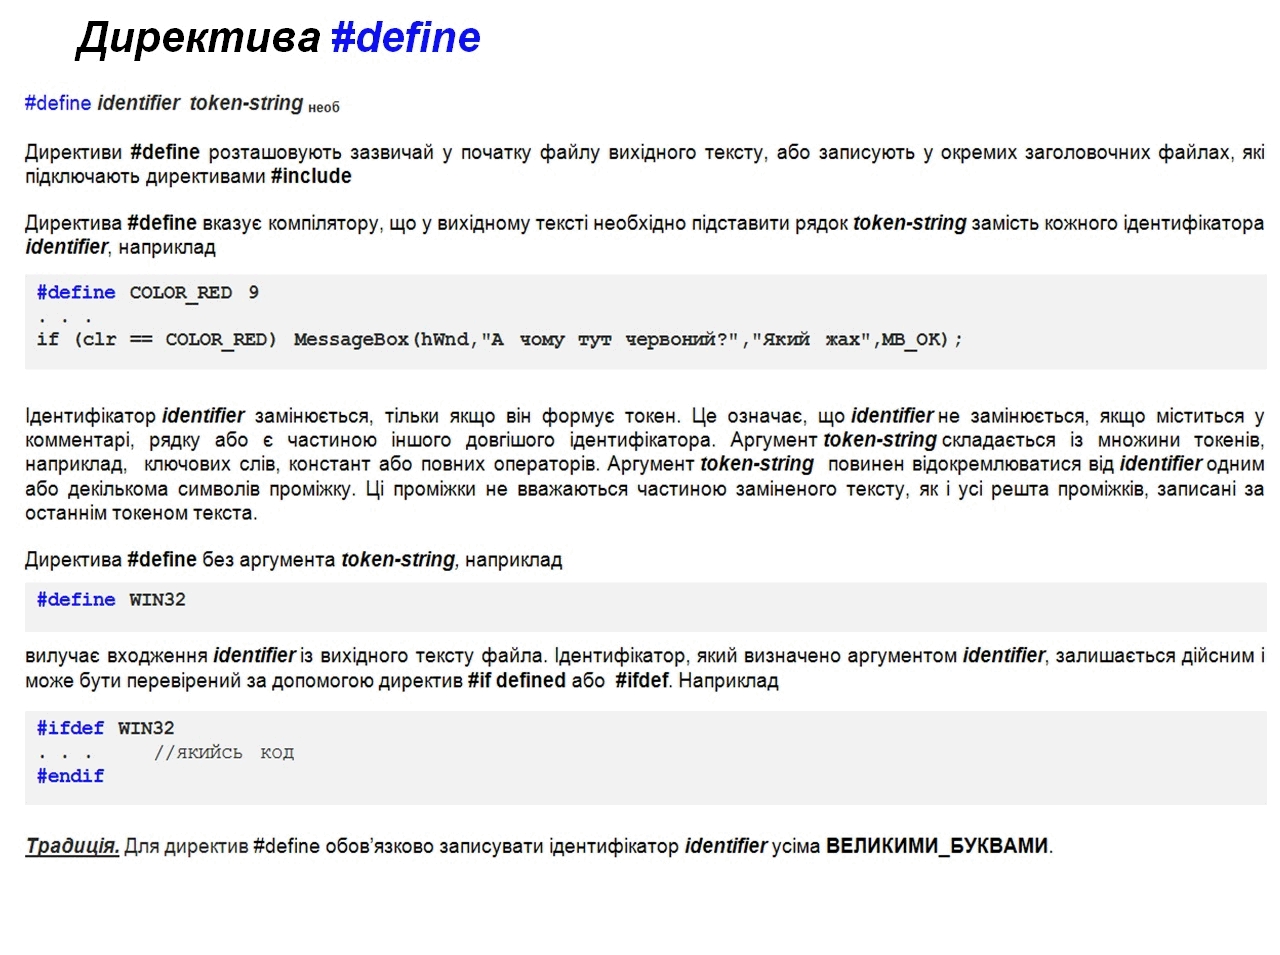 Директива #define
#define identifier token-string необ
Директиви #define розташовують зазвичай у початку файлу вихідного тексту, або записують у окремих заголовочних файлах, які
підключають директивами #include
Директива #define вказує компілятору, що у вихідному тексті необхідно підставити рядок token-string замість кожного ідентифікатора
identifier, наприклад
#define COLOR_RED 9
. . .
if (clr == COLOR_RED) MessageBox(hWnd,"А чому тут червоний?","Який жах",MB_OK);
Ідентифікатор identifier замінюється, тільки якщо він формує токен. Це означає, що identifier не замінюється, якщо міститься у
комментарі, рядку або є частиною іншого довгішого ідентифікатора. Аргумент token-string складається із множини токенів,
наприклад, ключових слів, констант або повних операторів. Аргумент token-string повинен відокремлюватися від identifier одним
або декількома символів проміжку. Ці проміжки не вважаються частиною заміненого тексту, як і усі решта проміжків, записані за
останнім токеном текста.
Директива #define без аргумента token-string, наприклад
#define WIN32
вилучає входження identifier із вихідного тексту файла. Ідентифікатор, який визначено аргументом identifier, залишається дійсним і
може бути перевірений за допомогою директив #if defined або #ifdef. Наприклад
#ifdef WIN32
. . . //якийсь код
#endif
Традиція. Для директив #define обов’язково записувати ідентифікатор identifier усіма ВЕЛИКИМИ_БУКВАМИ.